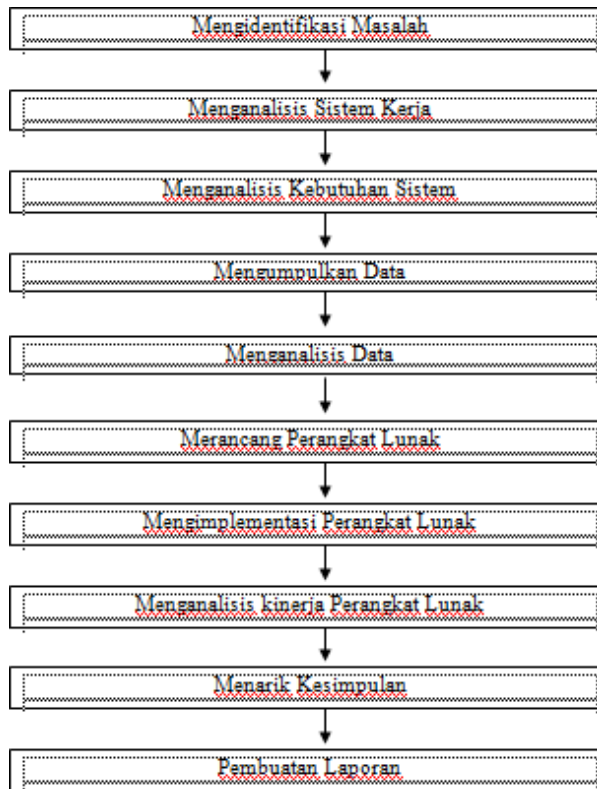 Mengidentifikasi Masalah
Menganalisis Sistem Kerja
Menganalisis Kebutuhan Sistem
Mengumpulkan Data
Menganalisis Data
Merancang Perangkat Lunak
Mengimplementasi Perangkat Lunak
Menganalisis kinerja Perangkat Lunak
Menarik Kesimpulan
Pembuatan Laporan